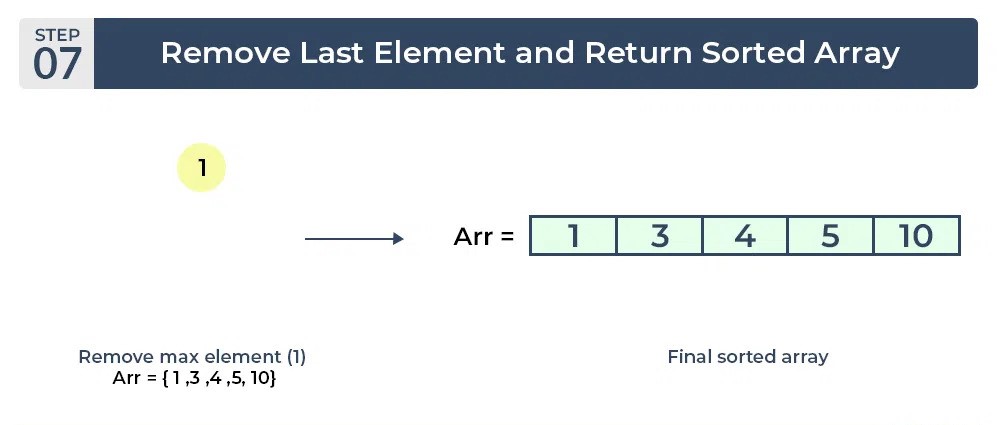 STEP
07
Remove Last Element and Return Sorted Array
1
Arr = 1 3 4 5 10
Remove max element (1)
Arr = { 1 ,3 ,4 ,5, 10}
Final sorted array